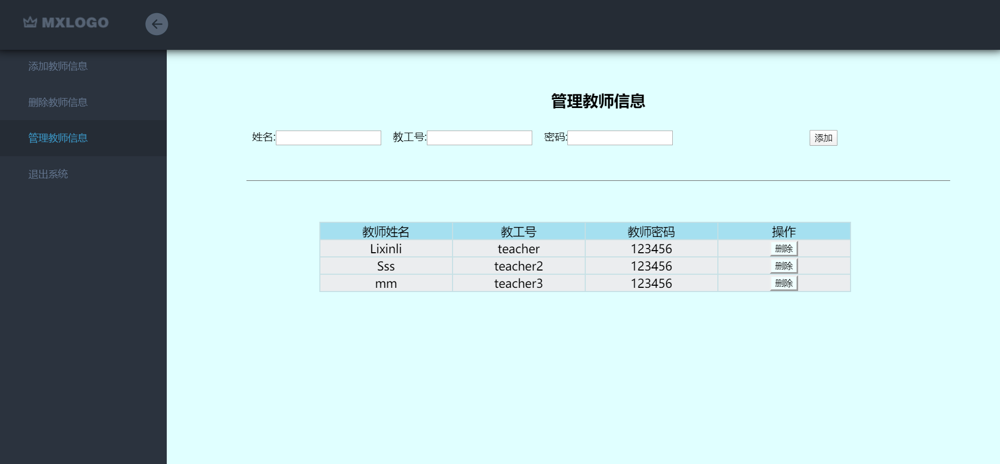 MXLOGO
添加教师信息
删除教师信息
管理教师信息
退出系统
管理教师信息
姓名: 教工号: 密码: 添加
教师姓名 教工号 教师密码 操作
Lixinli teacher 123456 删除
Sss teacher2 123456 删除
mm teacher3 123456 删除